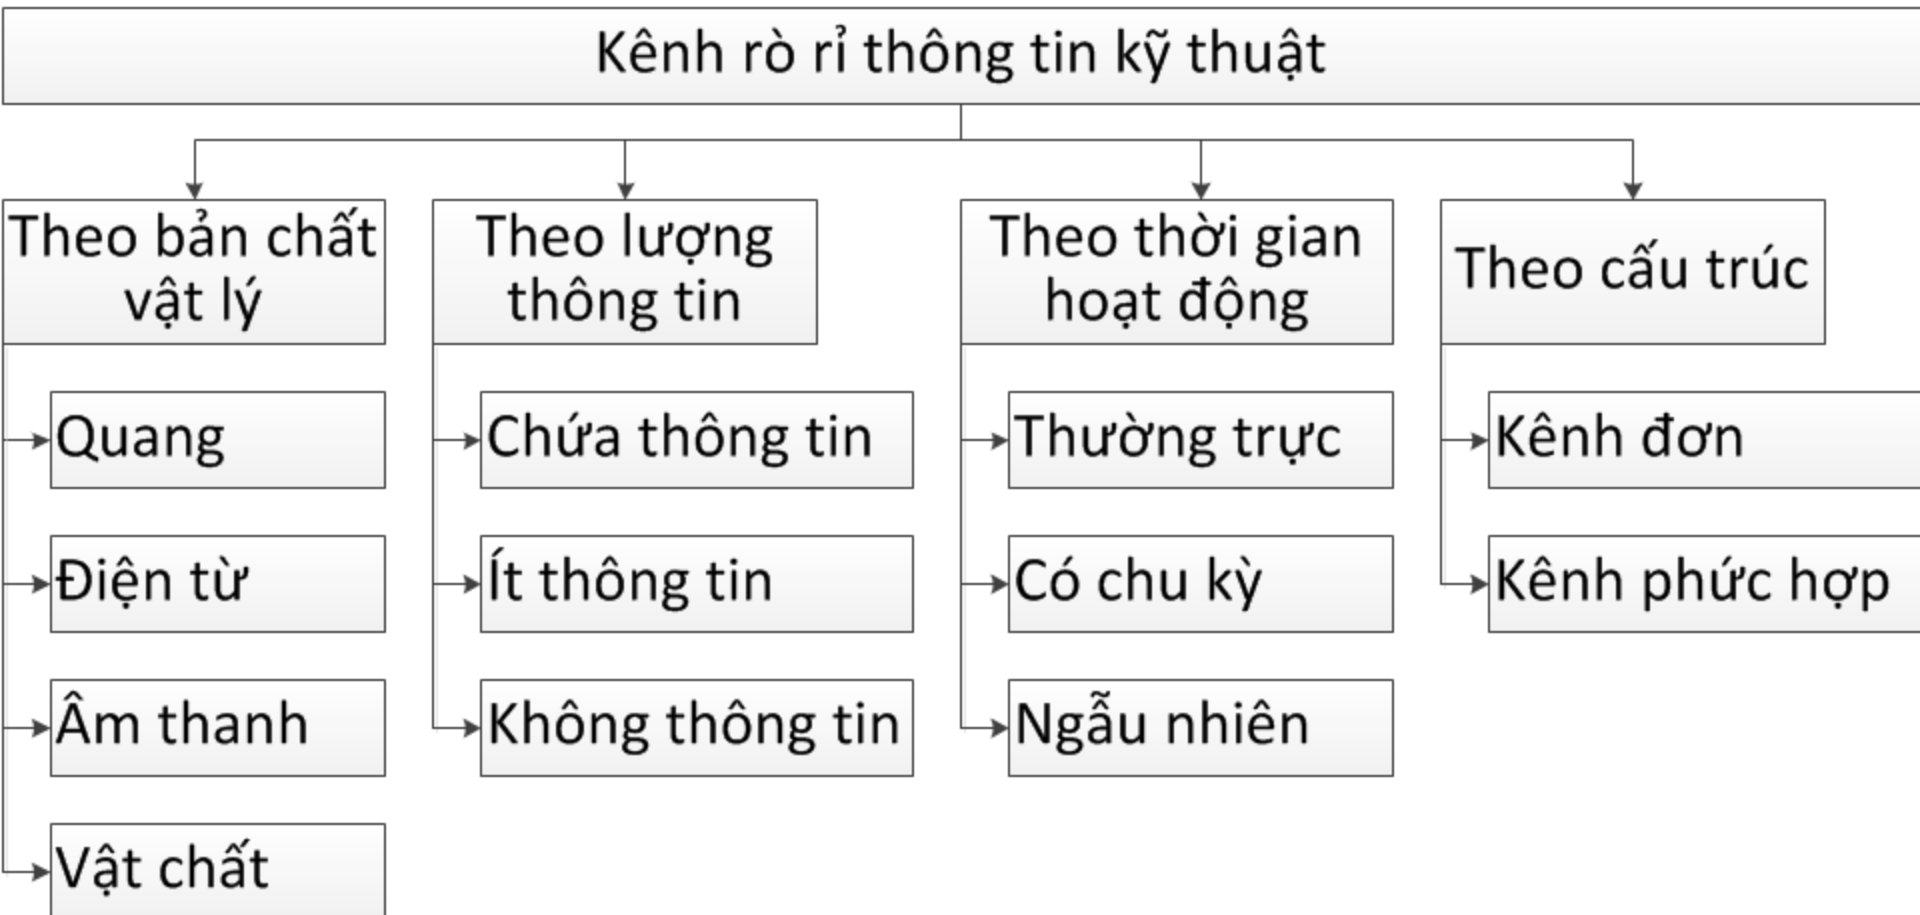 Kênh rò rỉ thông tin kỹ thuật
Theo bản chất
vật lý
Quang
Điện từ
Âm thanh
Vật chất
Theo lượng
thông tin
Chứa thông tin
Ít thông tin
Không thông tin
Theo thời gian
hoạt động
Thường trực
Có chu kỳ
Ngẫu nhiên
Theo cấu trúc
Kênh đơn
Kênh phức hợp